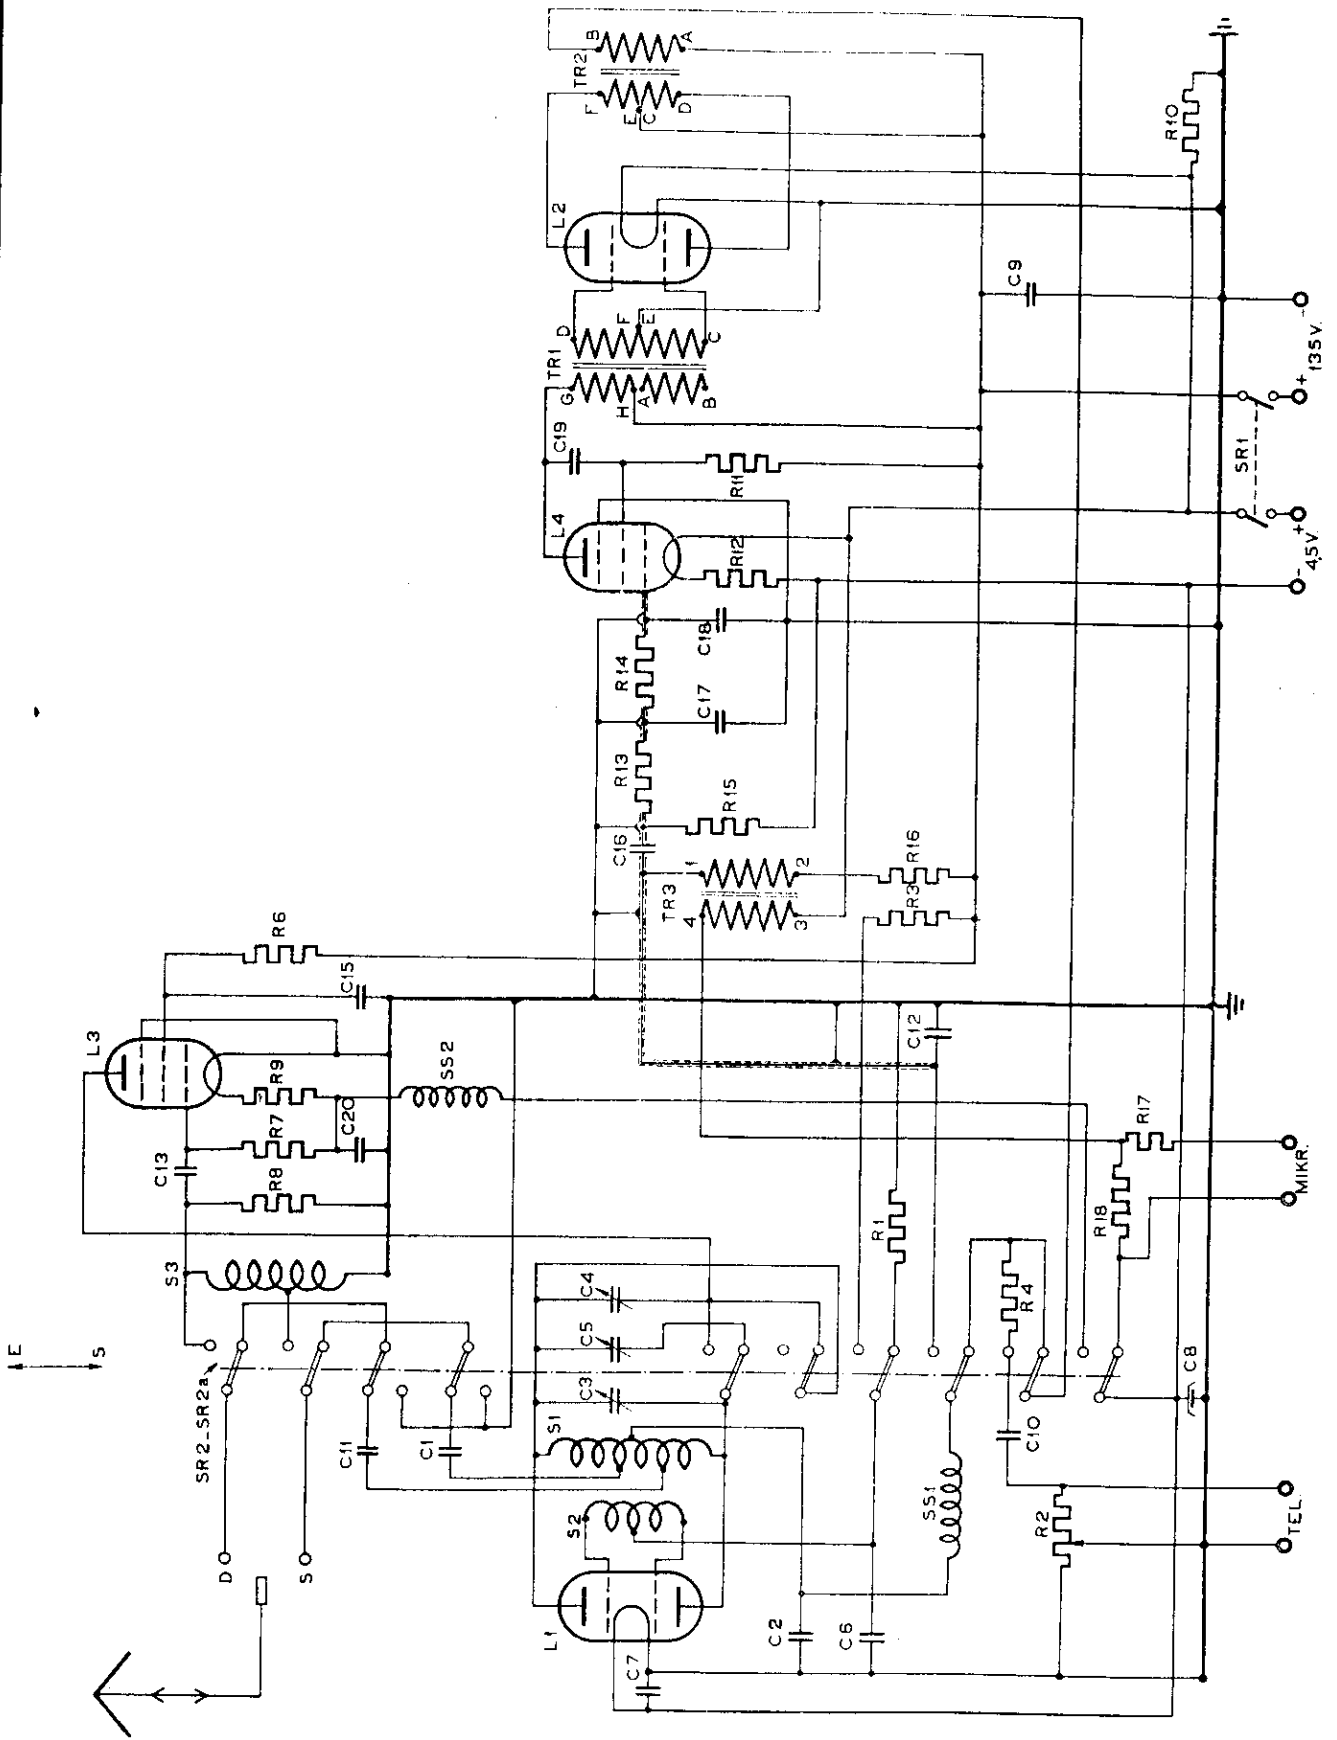 E
S
SR2-SR2a
D
S
S3
R8
C13
R7
C20
R9
L3
SS2
C15
R6
C11
C1
L1
S2
S1
C3
C5
C4
C7
C2
C6
SS1
R1
C12
TR3
4
1
3
2
R3
R16
C16
R15
R13
C17
R14
C18
L4
R12
R11
C19
TR1
G
H
A
B
D
F
E
C
L2
TR2
F
E
C
D
B
A
R10
C9
R2
C10
R4
C8
R18
R17
TEL.
MIKR.
- 4,5V. +
SR1
+ 135V. -